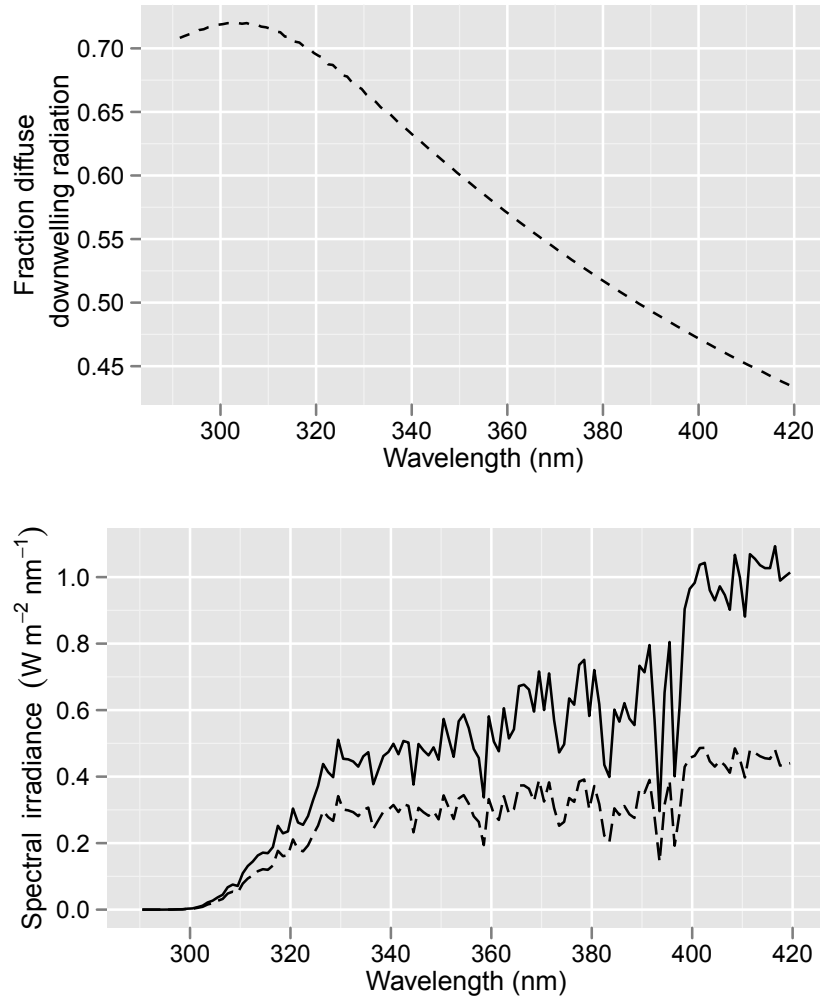 0.70
0.65
0.60
0.55
0.50
0.45
Fraction diffuse
downwelling radiation
300 320 340 360 380 400 420
Wavelength (nm)
1.0
0.8
0.6
0.4
0.2
0.0
Spectral irradiance (W m⁻² nm⁻¹)
300 320 340 360 380 400 420
Wavelength (nm)